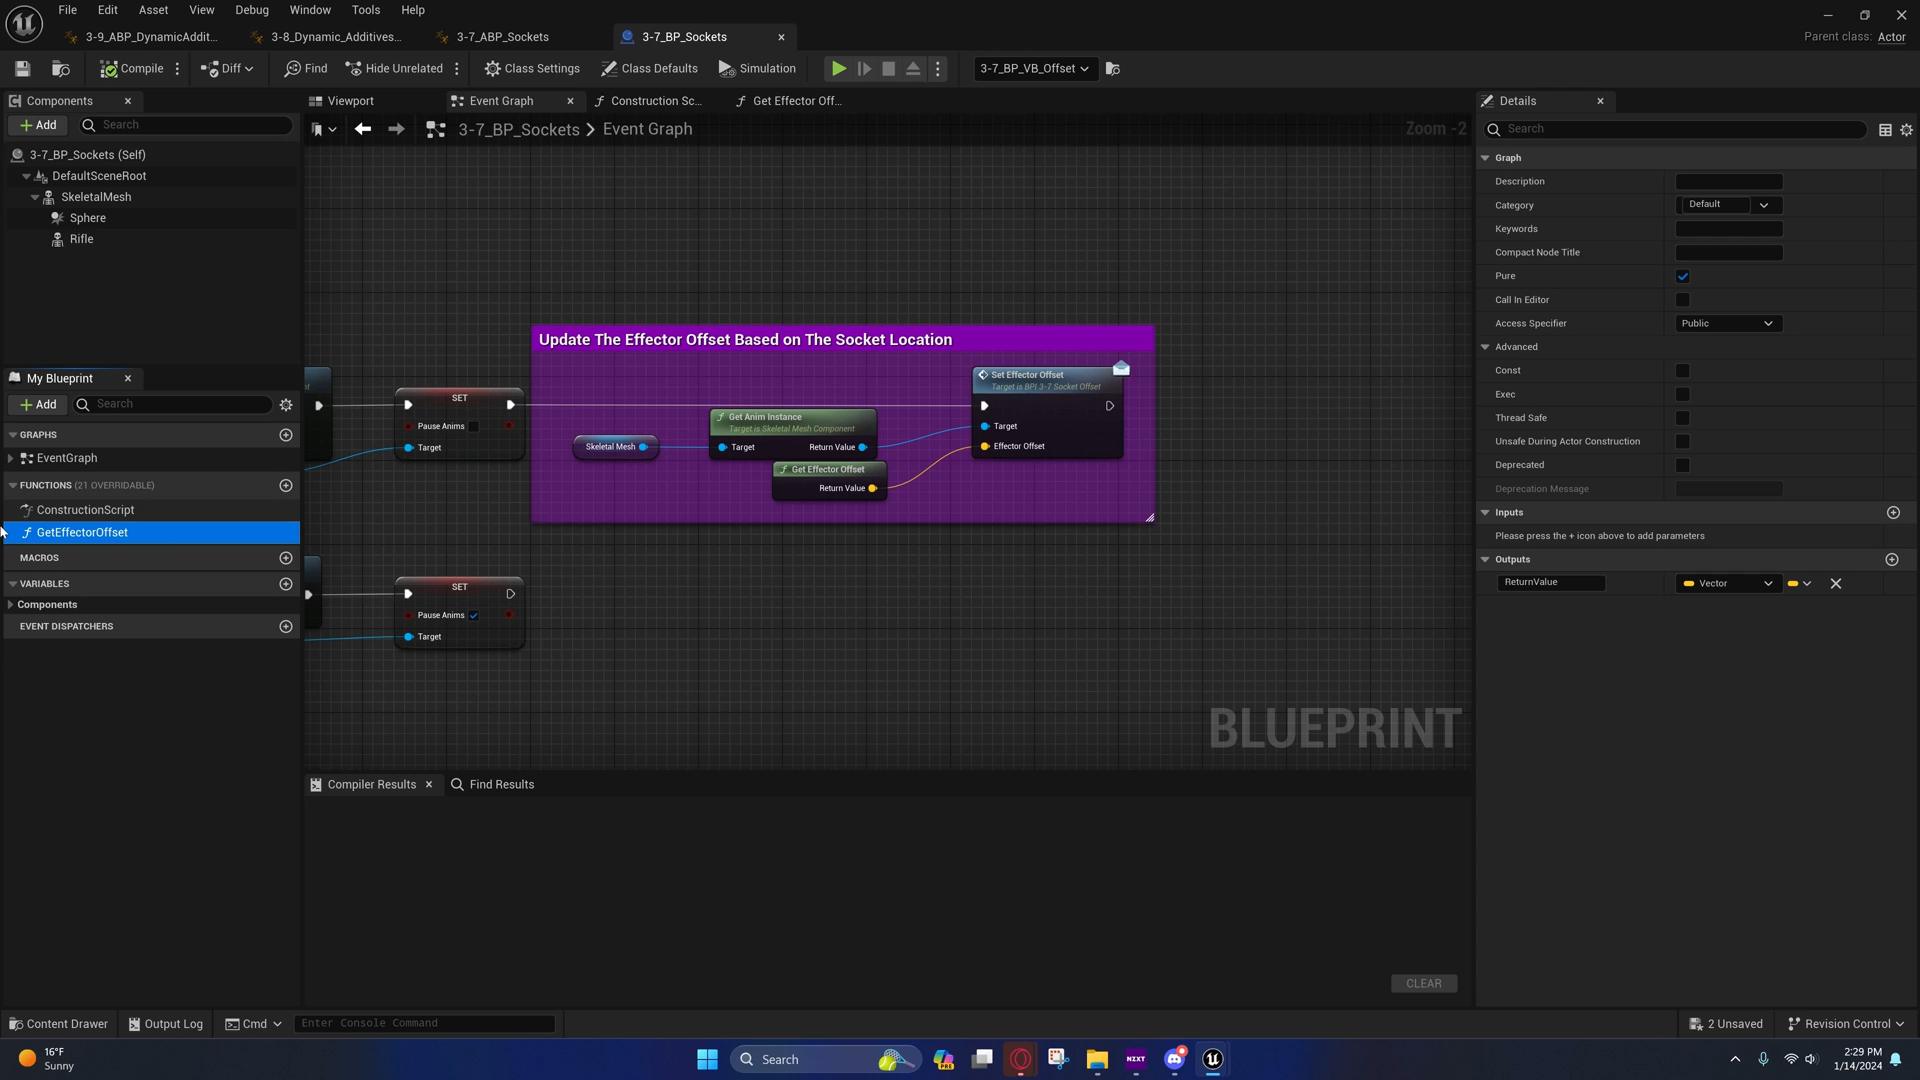 File Edit View Asset Debug Window Tools Help
3-9_ABP_DynamicAddit... 3-8_Dynamic_Additives... 3-7_ABP_Sockets 3-7_BP_Sockets
Parent class: Actor
Compile Diff Find Hide Unrelated Class Settings Class Defaults Simulation 3-7_BP_VB_Offset
Components
Add Search
3-7_BP_Sockets (Self)
DefaultSceneRoot
SkeletalMesh
Sphere
Rifle
My Blueprint
Add Search
GRAPHS
EventGraph
FUNCTIONS (21 OVERRIDABLE)
ConstructionScript
GetEffectorOffset
MACROS
VARIABLES
Components
EVENT DISPATCHERS
Viewport Event Graph Construction Sc... Get Effector Off...
3-7_BP_Sockets > Event Graph
Zoom -2
Update The Effector Offset Based on The Socket Location
SET
Pause Anims
Target
Skeletal Mesh
Get Anim Instance
Target is Skeletal Mesh Component
Target Return Value
Get Effector Offset
Return Value
Set Effector Offset
Target is BPI 3-7 Socket Offset
Target
Effector Offset
SET
Pause Anims
Target
BLUEPRINT
Compiler Results Find Results
CLEAR
Details
Search
Graph
Description
Category Default
Keywords
Compact Node Title
Pure
Call In Editor
Access Specifier Public
Advanced
Const
Exec
Thread Safe
Unsafe During Actor Construction
Deprecated
Deprecation Message
Inputs
Please press the + icon above to add parameters
Outputs
ReturnValue Vector
Content Drawer Output Log Cmd Enter Console Command 2 Unsaved Revision Control
16°F
Sunny
Search
PRE
NZXT
2:29 PM
1/14/2024